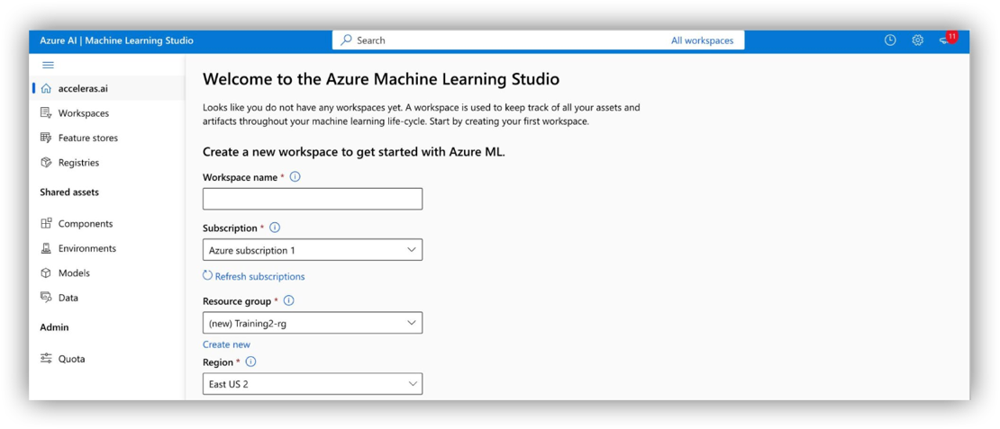 Azure AI | Machine Learning Studio
Search
All workspaces
11
acceleras.ai
Workspaces
Feature stores
Registries
Shared assets
Components
Environments
Models
Data
Admin
Quota
Welcome to the Azure Machine Learning Studio
Looks like you do not have any workspaces yet. A workspace is used to keep track of all your assets and
artifacts throughout your machine learning life-cycle. Start by creating your first workspace.
Create a new workspace to get started with Azure ML.
Workspace name *
Subscription *
Azure subscription 1
Refresh subscriptions
Resource group *
(new) Training2-rg
Create new
Region *
East US 2